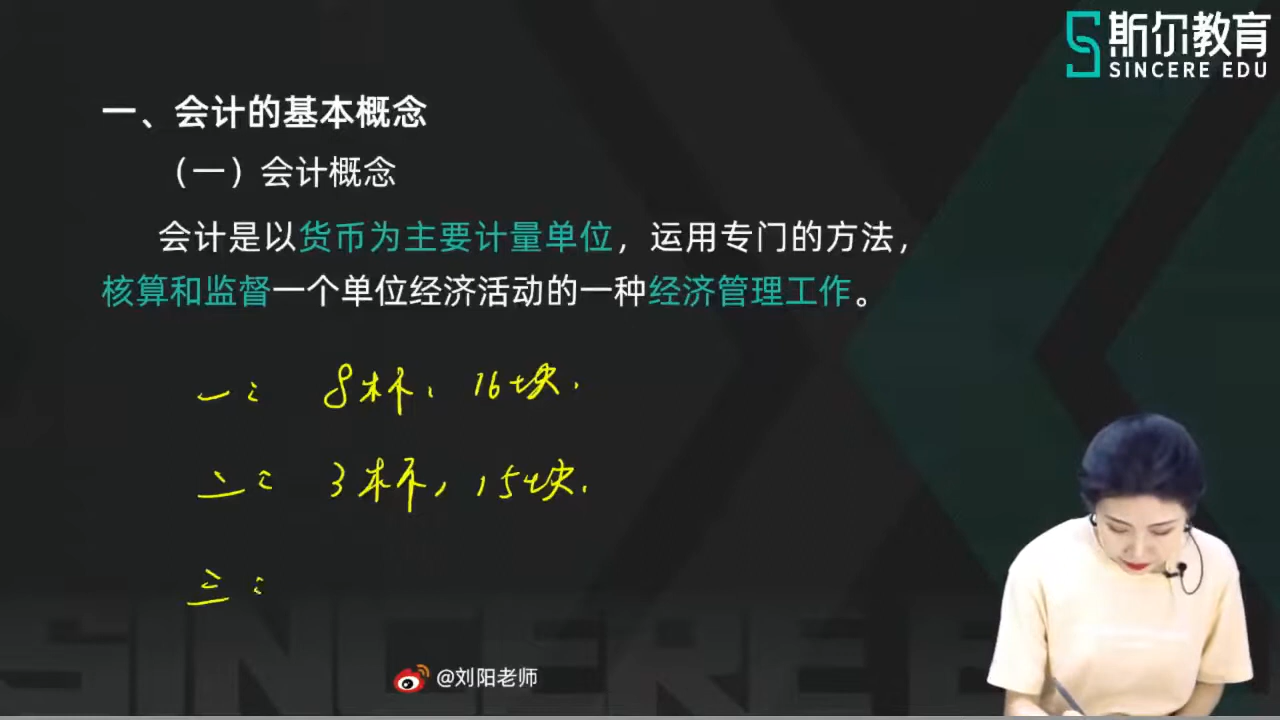 斯尔教育
SINCERE EDU
一、会计的基本概念
（一）会计概念
会计是以货币为主要计量单位，运用专门的方法，
核算和监督一个单位经济活动的一种经济管理工作。
一： 8杯，16块.
二： 3杯，15块.
三：
@刘阳老师
SINCERE E